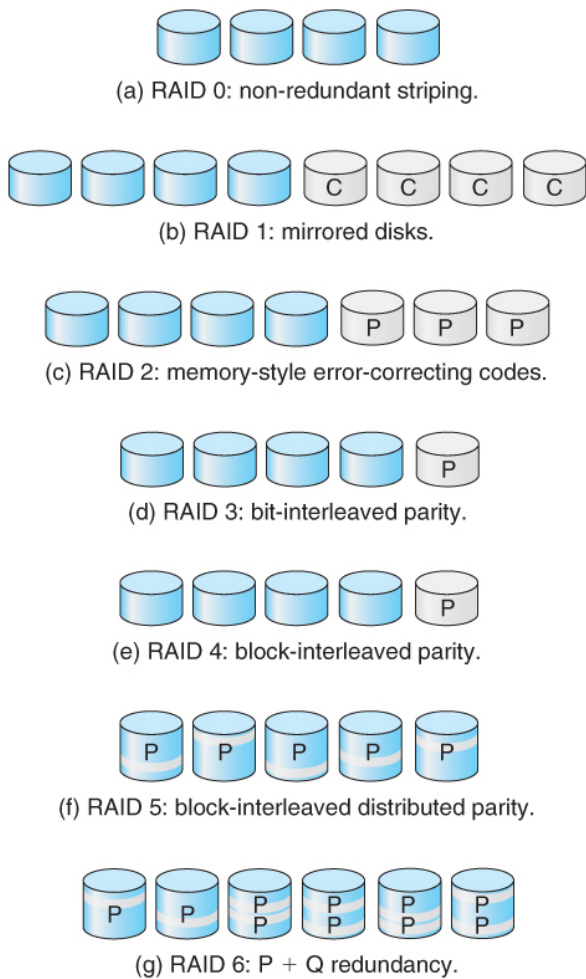 (a) RAID 0: non-redundant striping.
C C C C
(b) RAID 1: mirrored disks.
P P P
(c) RAID 2: memory-style error-correcting codes.
P
(d) RAID 3: bit-interleaved parity.
P
(e) RAID 4: block-interleaved parity.
P P P P P
(f) RAID 5: block-interleaved distributed parity.
P P P P P P
P P P P
(g) RAID 6: P + Q redundancy.